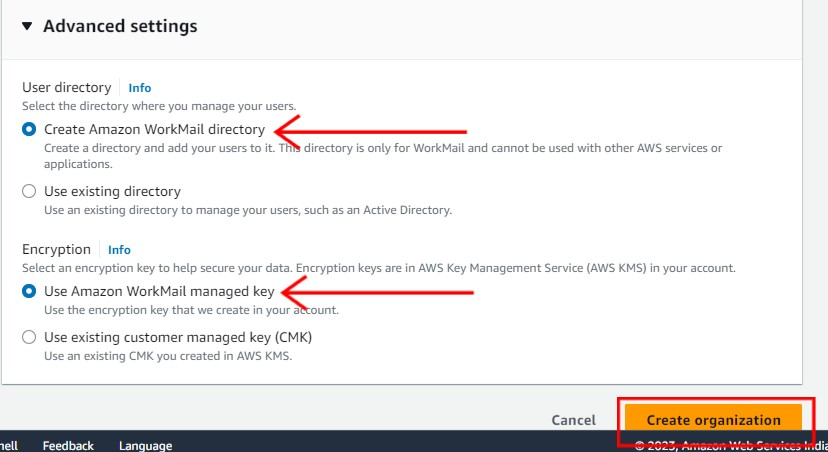 Advanced settings
User directory Info
Select the directory where you manage your users.
Create Amazon WorkMail directory
Create a directory and add your users to it. This directory is only for WorkMail and cannot be used with other AWS services or
applications.
Use existing directory
Use an existing directory to manage your users, such as an Active Directory.
Encryption Info
Select an encryption key to help secure your data. Encryption keys are in AWS Key Management Service (AWS KMS) in your account.
Use Amazon WorkMail managed key
Use the encryption key that we create in your account.
Use existing customer managed key (CMK)
Use an existing CMK you created in AWS KMS.
Cancel Create organization
Feedback Language © 2023, Amazon Web Services India